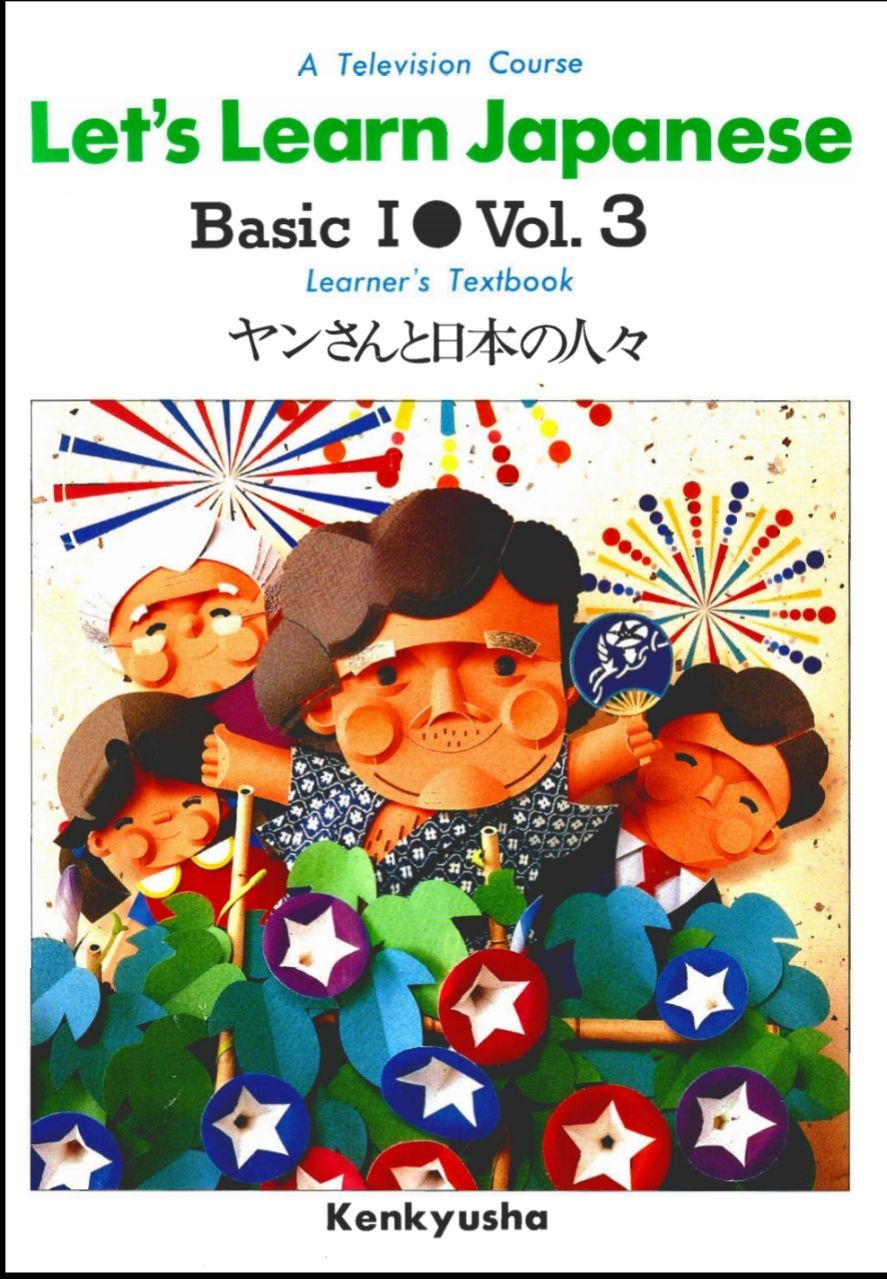 A Television Course
Let's Learn Japanese
Basic I● Vol. 3
Learner's Textbook
ヤンさんと日本の人々
Kenkyusha